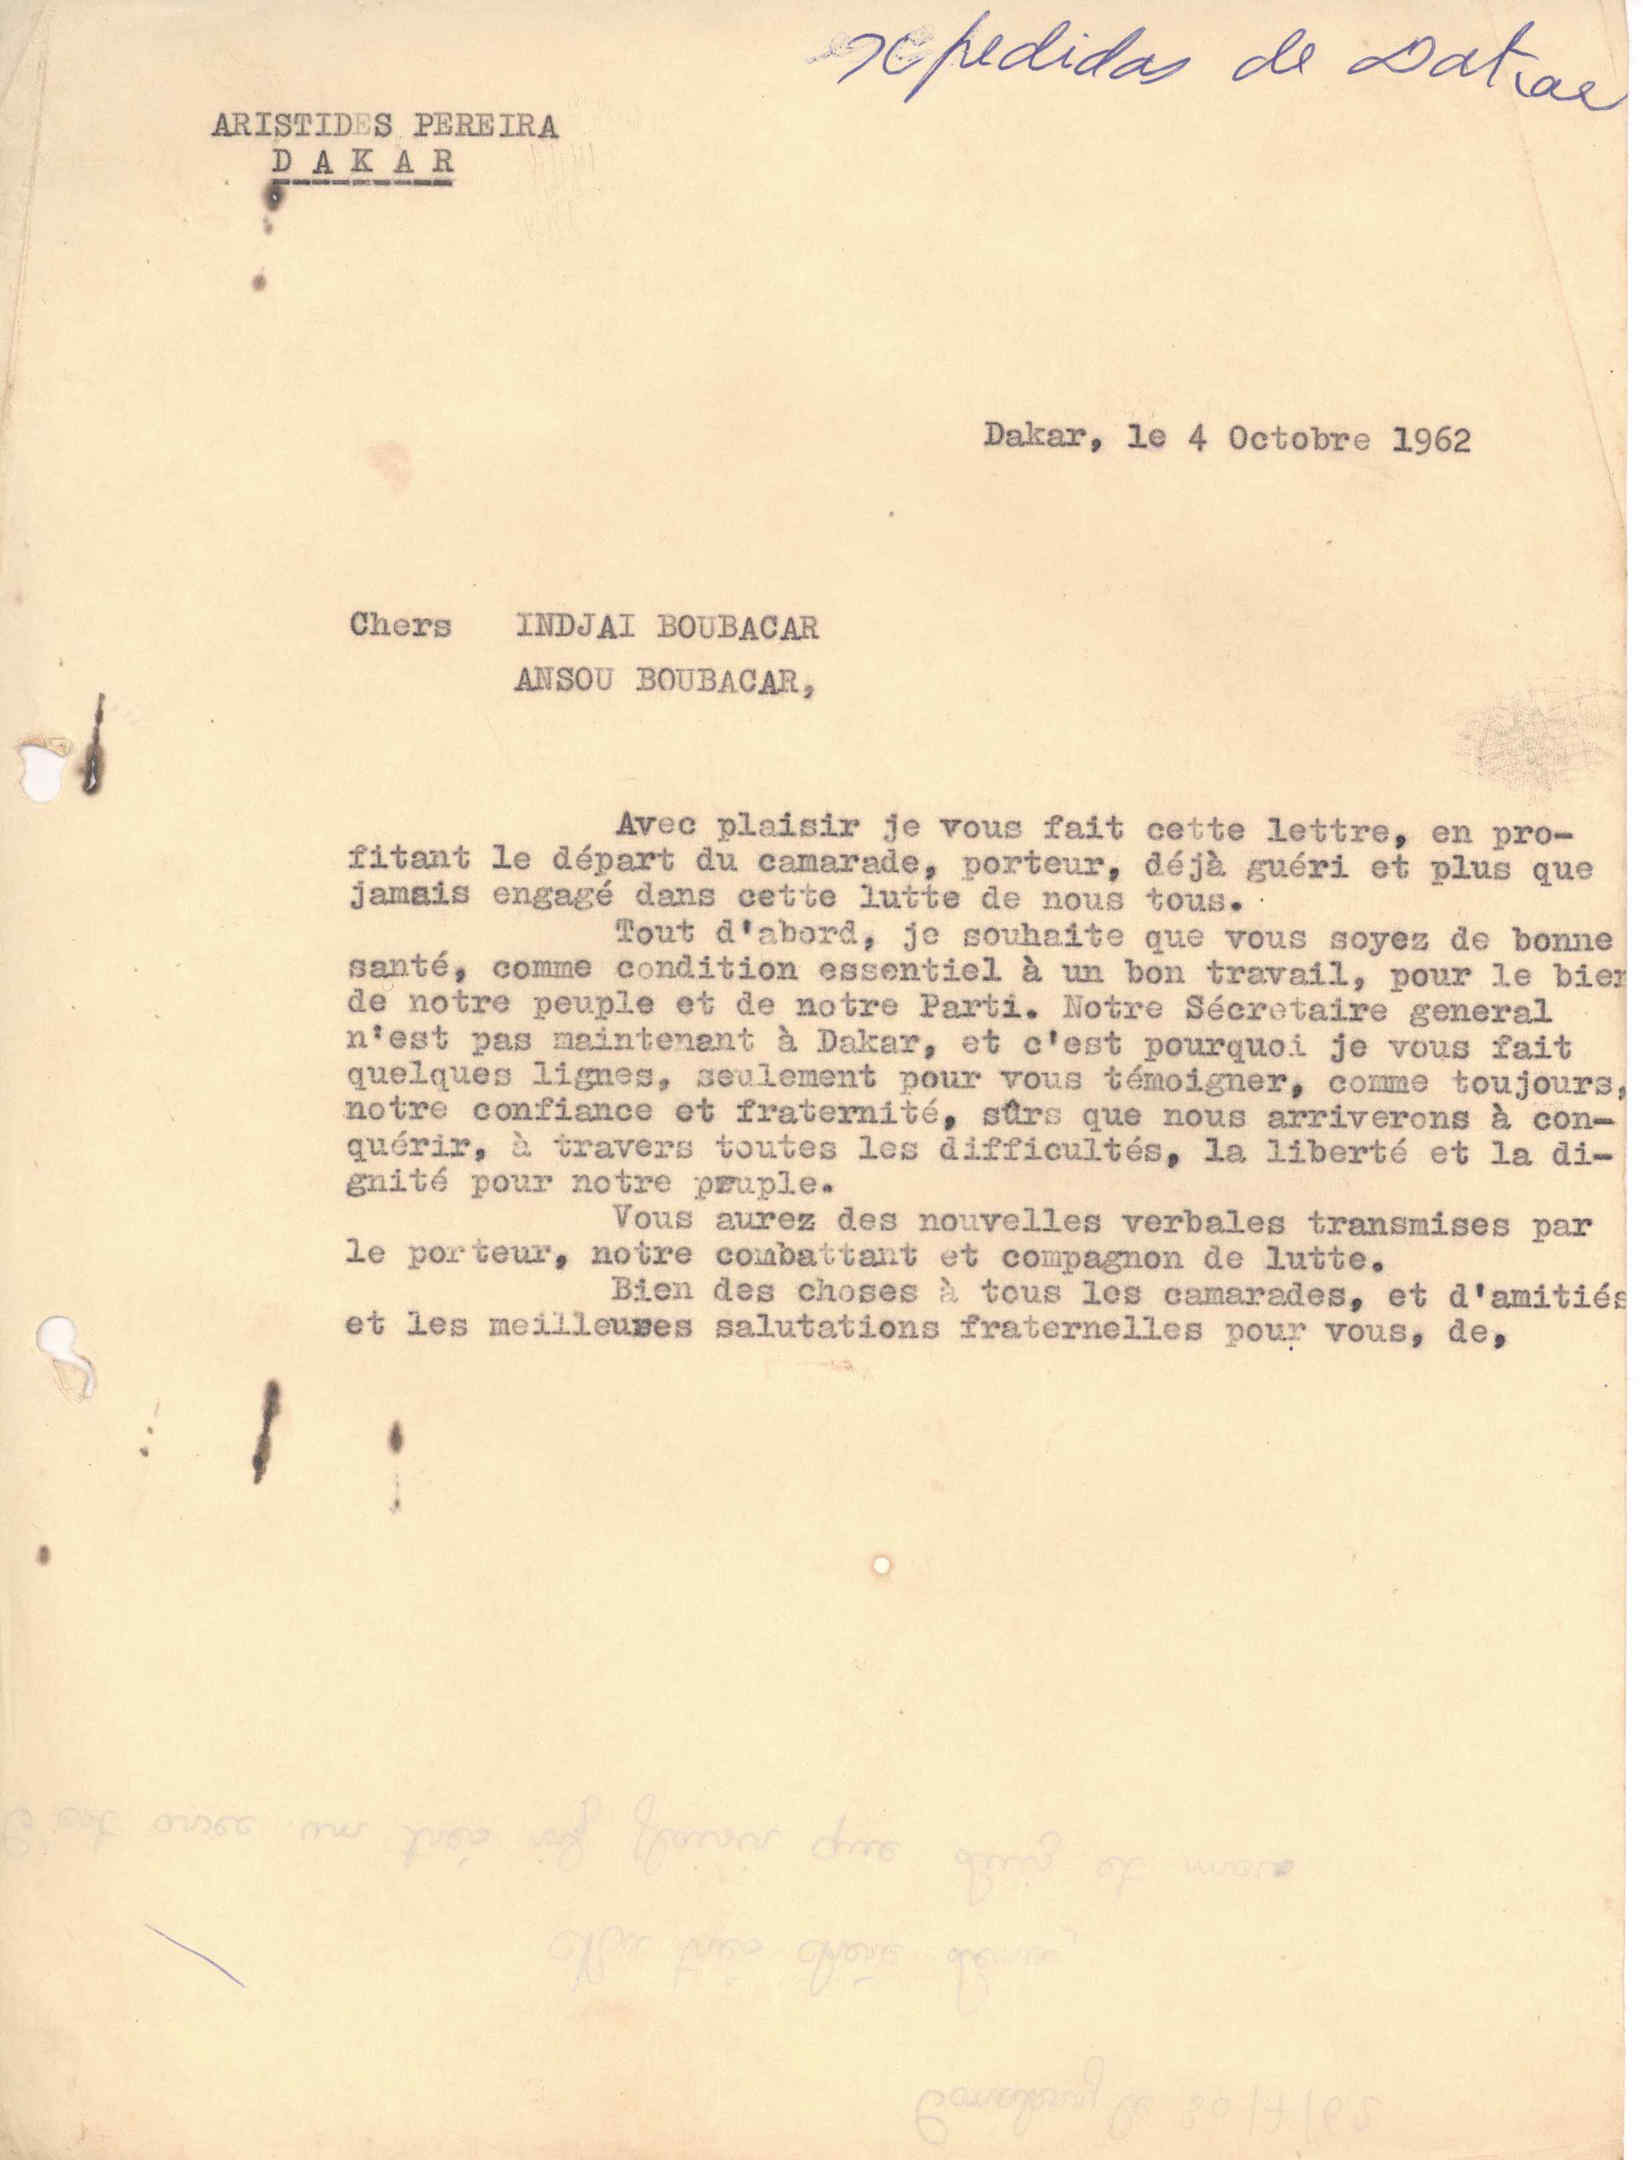 expedidas de Dakar
ARISTIDES PEREIRA
D A K A R
Dakar, le 4 Octobre 1962
Chers INDJAI BOUBACAR
ANSOU BOUBACAR,
Avec plaisir je vous fait cette lettre, en pro-
fitant le départ du camarade, porteur, déjà guéri et plus que
jamais engagé dans cette lutte de nous tous.
Tout d'abord, je souhaite que vous soyez de bonne
santé, comme condition essentiel à un bon travail, pour le bien
de notre peuple et de notre Parti. Notre Sécretaire general
n'est pas maintenant à Dakar, et c'est pourquoi je vous fait
quelques lignes, seulement pour vous témoigner, comme toujours,
notre confiance et fraternité, sûrs que nous arriverons à con-
quérir, à travers toutes les difficultés, la liberté et la di-
gnité pour notre peuple.
Vous aurez des nouvelles verbales transmises par
le porteur, notre combattant et compagnon de lutte.
Bien des choses à tous les camarades, et d'amitiés
et les meilleures salutations fraternelles pour vous, de,